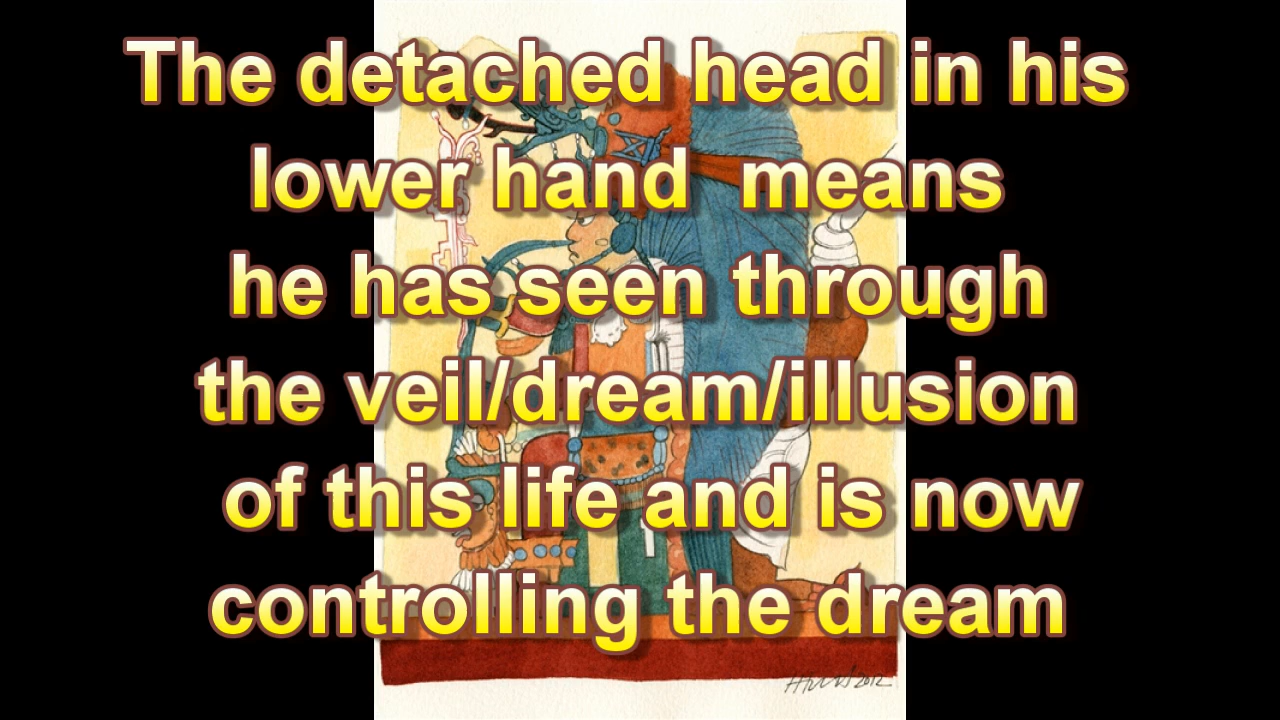 The detached head in his
lower hand means
he has seen through
the veil/dream/illusion
of this life and is now
controlling the dream
2012